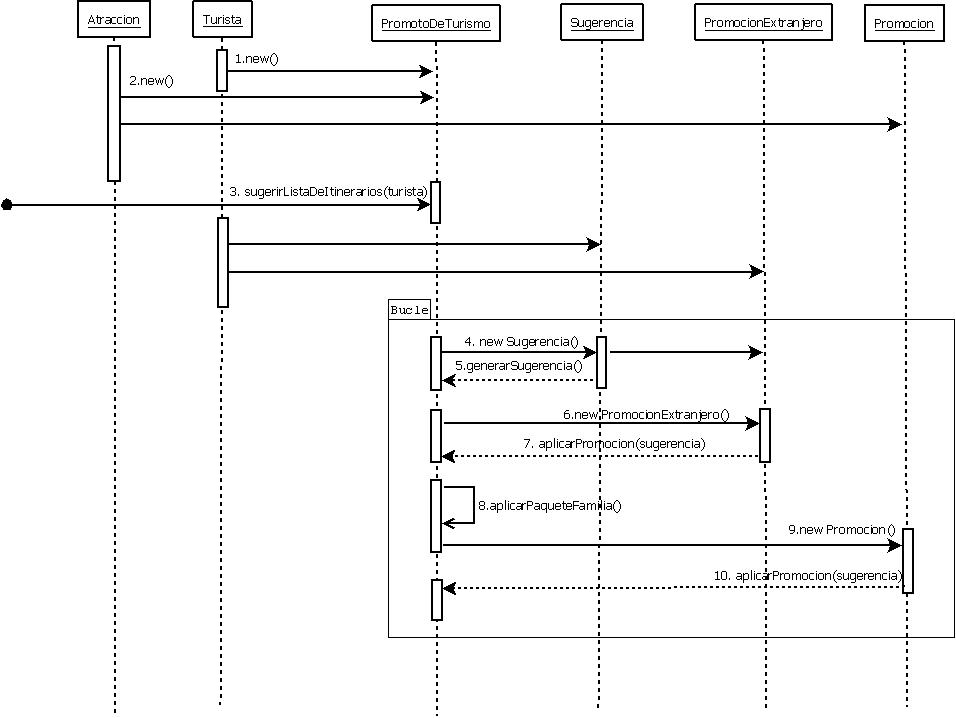 Atraccion
Turista
PromotoDeTurismo
Sugerencia
PromocionExtranjero
Promocion
1.new()
2.new()
3. sugerirListaDeItinerarios(turista)
Bucle
4. new Sugerencia()
5.generarSugerencia()
6.new PromocionExtranjero()
7. aplicarPromocion(sugerencia)
8.aplicarPaqueteFamilia()
9.new Promocion()
10. aplicarPromocion(sugerencia)